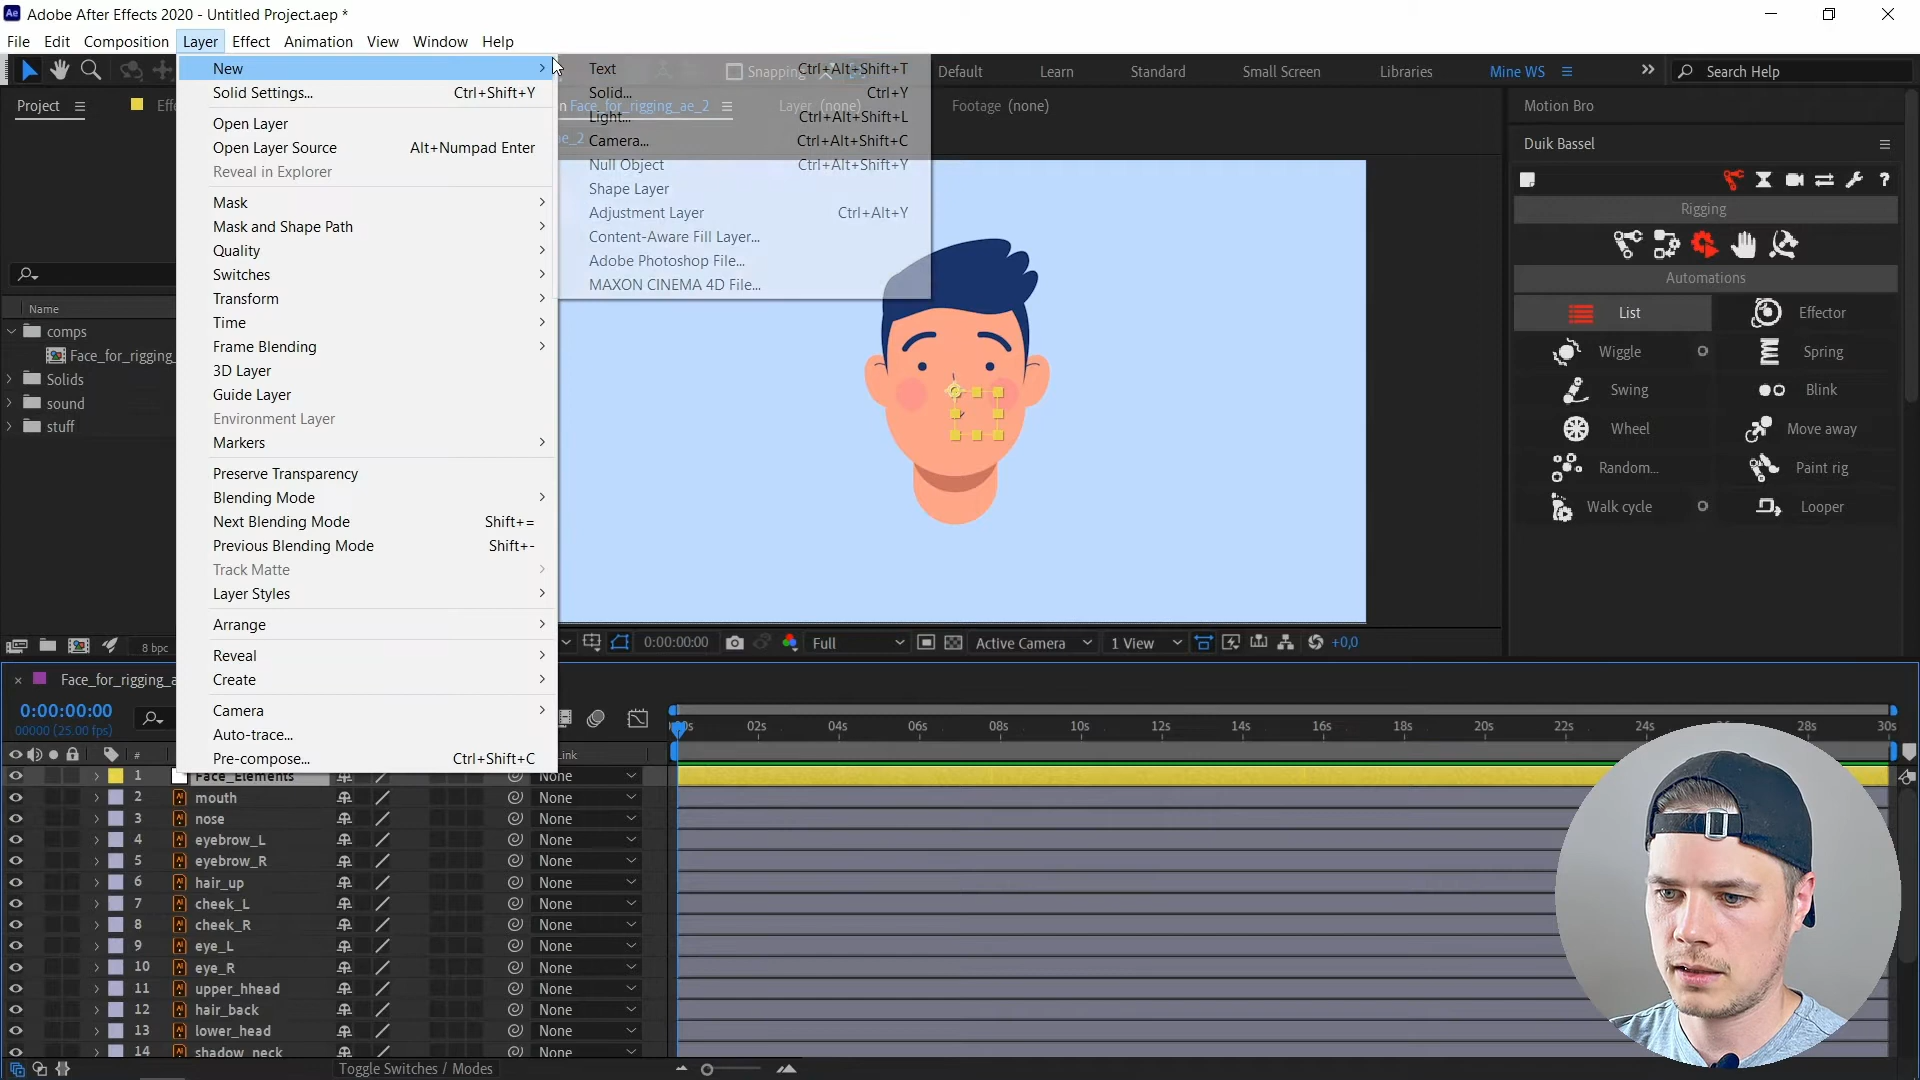 Adobe After Effects 2020 - Untitled Project.aep *
File Edit Composition Layer Effect Animation View Window Help
Snapping Default Learn Standard Small Screen Libraries Mine WS Search Help
Project Face_for_rigging_ae_2 Layer (none) Footage (none) Motion Bro
New
Solid Settings... Ctrl+Shift+Y
Open Layer
Open Layer Source Alt+Numpad Enter
Reveal in Explorer
Mask
Mask and Shape Path
Quality
Switches
Transform
Time
Frame Blending
3D Layer
Guide Layer
Environment Layer
Markers
Preserve Transparency
Blending Mode
Next Blending Mode Shift+=
Previous Blending Mode Shift+-
Track Matte
Layer Styles
Arrange
Reveal
Create
Camera
Auto-trace...
Pre-compose... Ctrl+Shift+C
Text Ctrl+Alt+Shift+T
Solid... Ctrl+Y
Light... Ctrl+Alt+Shift+L
Camera... Ctrl+Alt+Shift+C
Null Object Ctrl+Alt+Shift+Y
Shape Layer
Adjustment Layer Ctrl+Alt+Y
Content-Aware Fill Layer...
Adobe Photoshop File...
MAXON CINEMA 4D File...
Name
comps
Face_for_rigging_
Solids
sound
stuff
8 bpc
Duik Bassel
?
Rigging
Automations
List Effector
Wiggle Spring
Swing Blink
Wheel Move away
Random... Paint rig
Walk cycle Looper
0:00:00:00 Full Active Camera 1 View +0,0
Face_for_rigging_a
0:00:00:00
00000 (25.00 fps)
02s 04s 06s 08s 10s 12s 14s 16s 18s 20s 22s 24s 28s 30s
#
1 Face_Elements None
2 mouth None
3 nose None
4 eyebrow_L None
5 eyebrow_R None
6 hair_up None
7 cheek_L None
8 cheek_R None
9 eye_L None
10 eye_R None
11 upper_hhead None
12 hair_back None
13 lower_head None
14 shadow_neck None
Toggle Switches / Modes